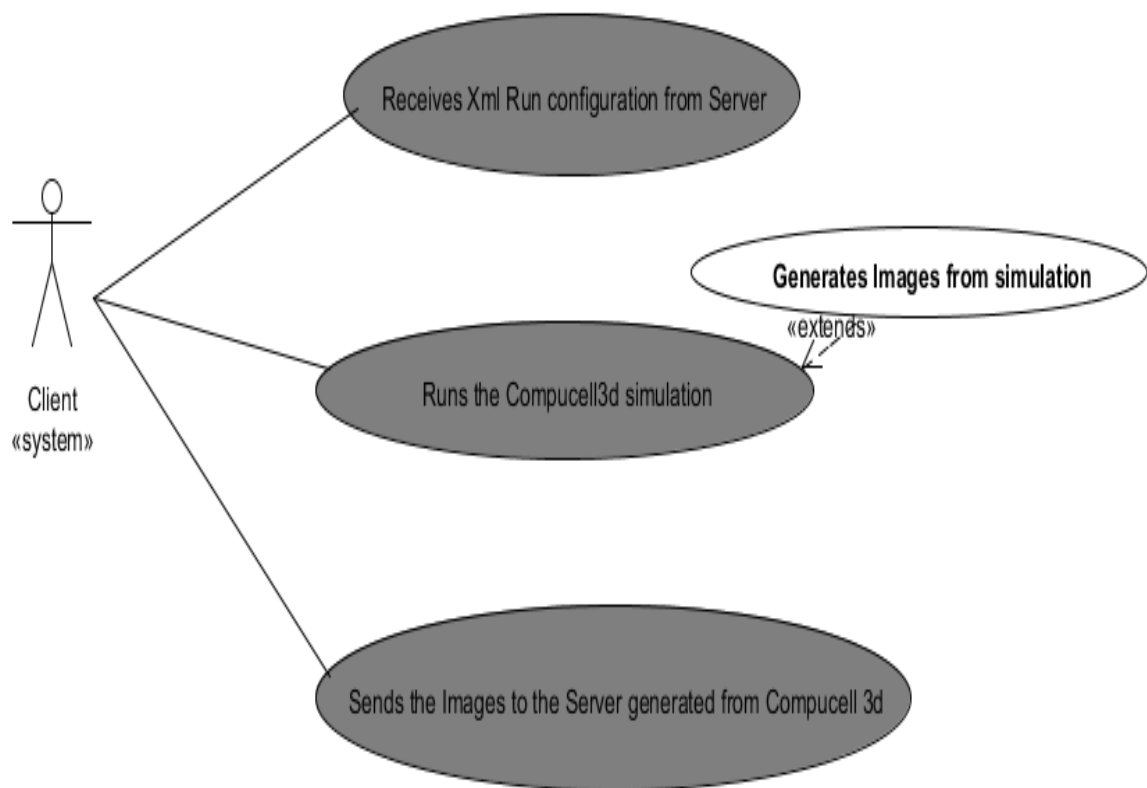 Receives Xml Run configuration from Server
Generates Images from simulation
«extends»
Runs the Compucell3d simulation
Client
«system»
Sends the Images to the Server generated from Compucell 3d